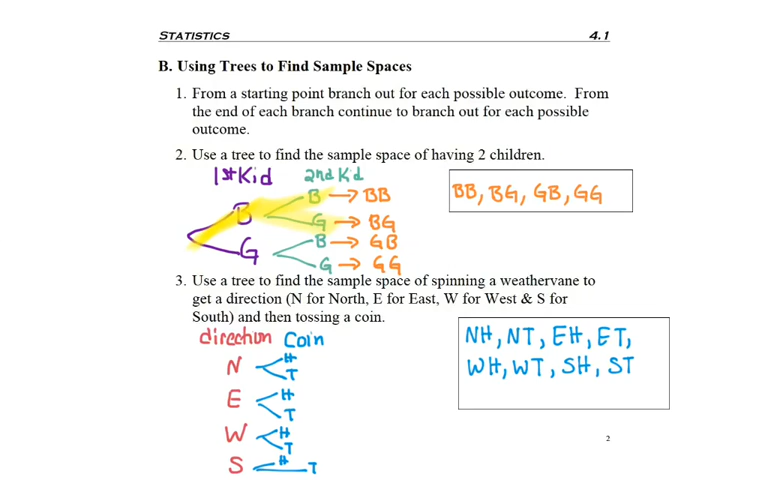 STATISTICS 4.1
B. Using Trees to Find Sample Spaces
1. From a starting point branch out for each possible outcome. From
the end of each branch continue to branch out for each possible
outcome.
2. Use a tree to find the sample space of having 2 children.
1st Kid 2nd Kid
B → BB
B
G → BG
BB, BG, GB, GG
B → GB
G
G → GG
3. Use a tree to find the sample space of spinning a weathervane to
get a direction (N for North, E for East, W for West & S for
South) and then tossing a coin.
direction Coin
N H
T
E H
T
W H
T
S H T
NH, NT, EH, ET,
WH, WT, SH, ST
2